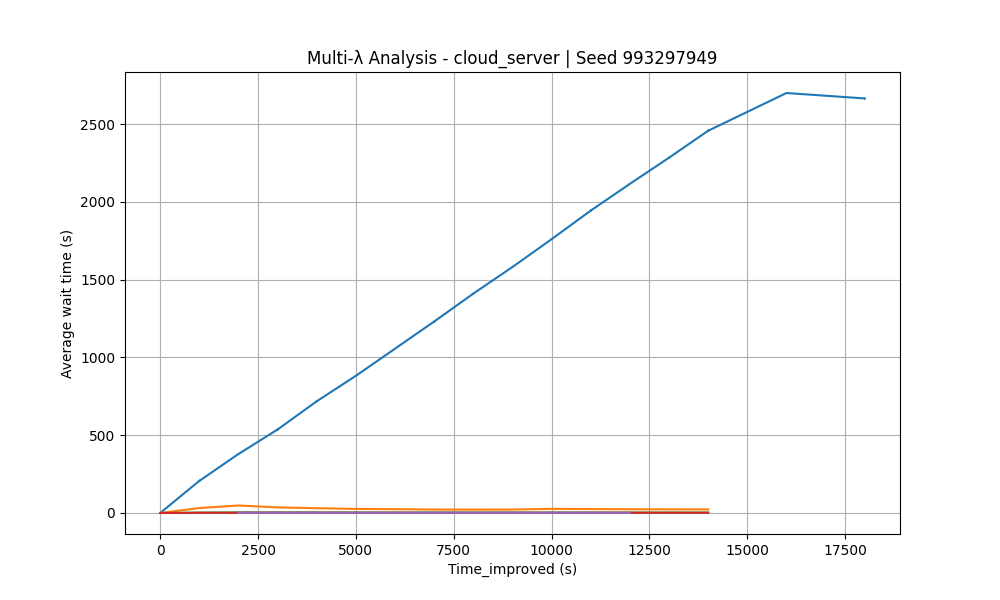 Multi-λ Analysis - cloud_server | Seed 993297949
Average wait time (s)
2500
2000
1500
1000
500
0
0 2500 5000 7500 10000 12500 15000 17500
Time_improved (s)